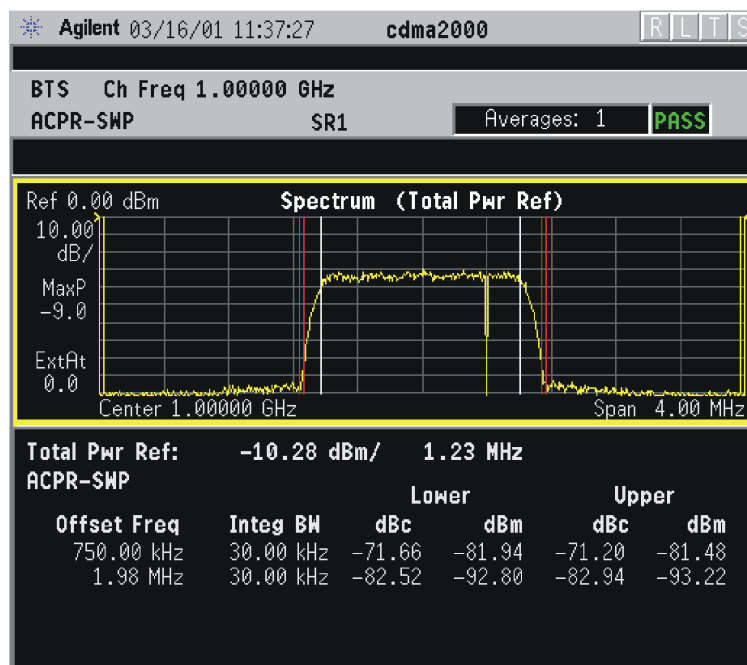 Agilent 03/16/01 11:37:27 cdma2000 R L T S
BTS Ch Freq 1.00000 GHz
ACPR-SWP SR1 Averages: 1 PASS
Ref 0.00 dBm Spectrum (Total Pwr Ref)
10.00
dB/
MaxP
-9.0
ExtAt
0.0
Center 1.00000 GHz Span 4.00 MHz
Total Pwr Ref: -10.28 dBm/ 1.23 MHz
ACPR-SWP
Lower Upper
Offset Freq Integ BW dBc dBm dBc dBm
750.00 kHz 30.00 kHz -71.66 -81.94 -71.20 -81.48
1.98 MHz 30.00 kHz -82.52 -92.80 -82.94 -93.22